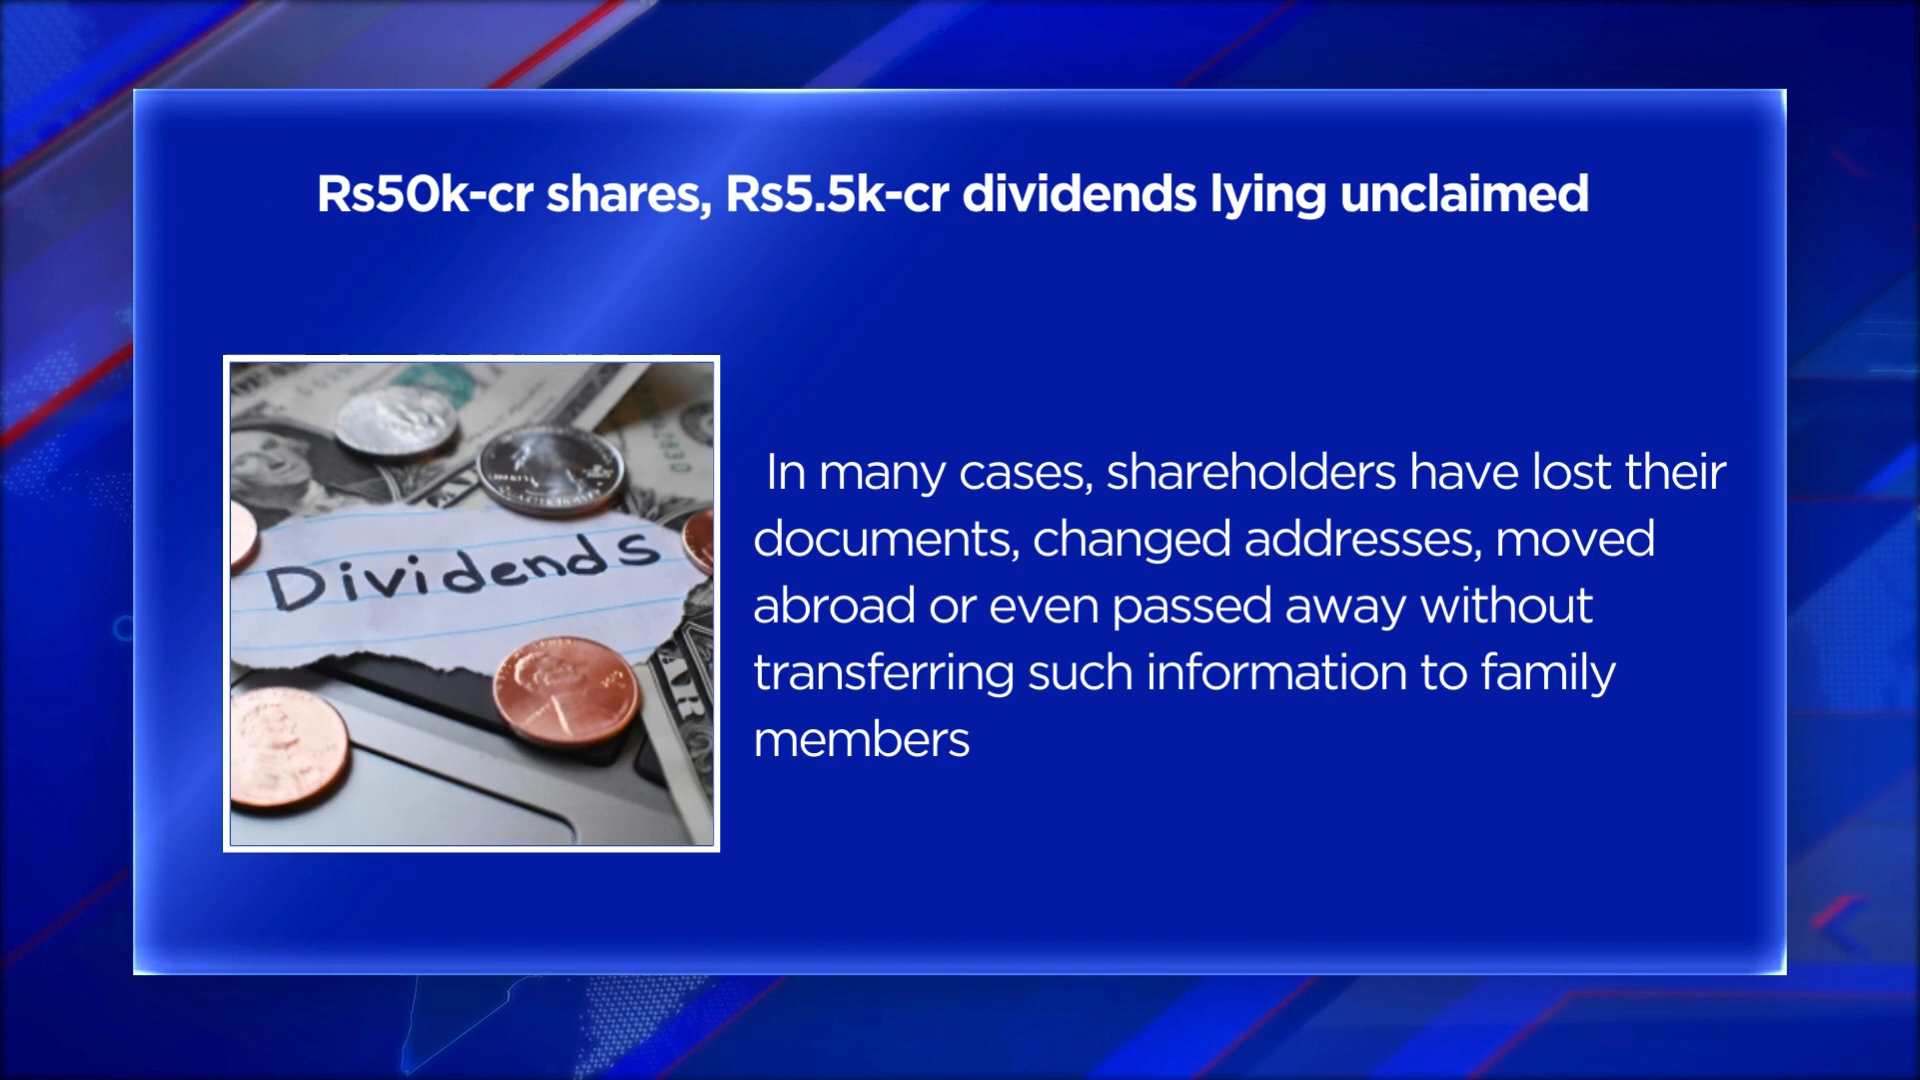 Rs50k-cr shares, Rs5.5k-cr dividends lying unclaimed
Dividends
In many cases, shareholders have lost their
documents, changed addresses, moved
abroad or even passed away without
transferring such information to family
members